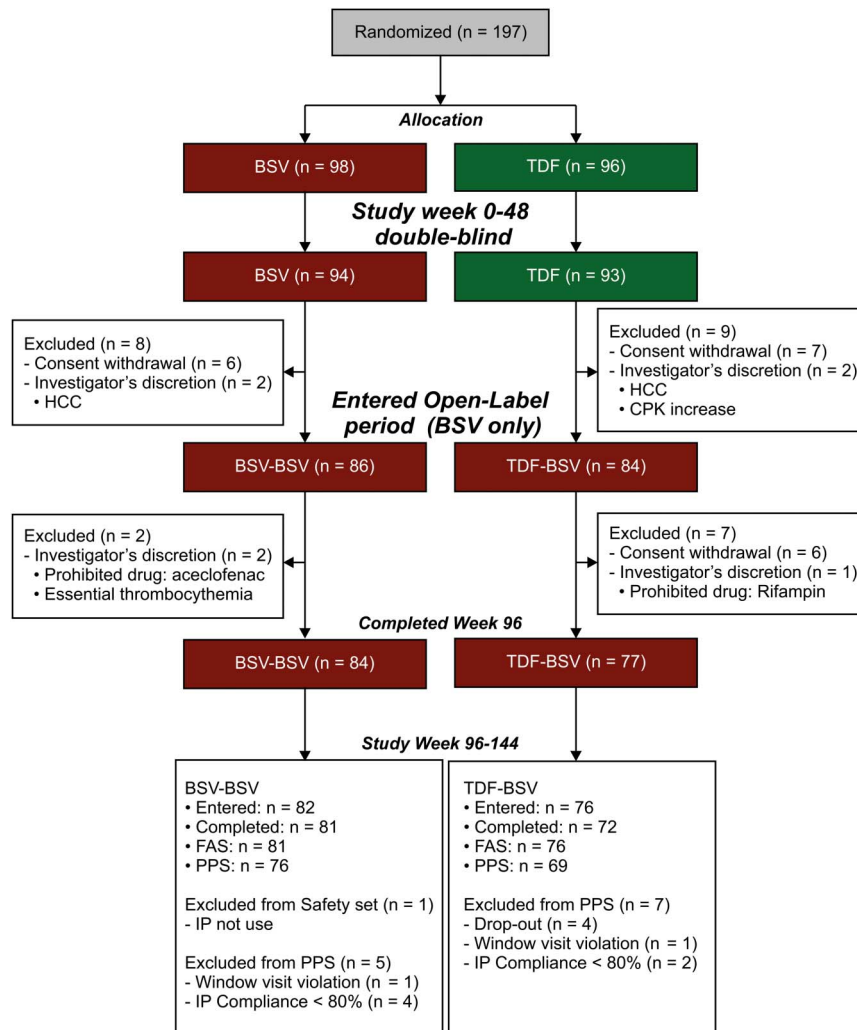 Randomized (n = 197)
Allocation
BSV (n = 98)
TDF (n = 96)
Study week 0-48
double-blind
BSV (n = 94)
TDF (n = 93)
Excluded (n = 8)
- Consent withdrawal (n = 6)
- Investigator's discretion (n = 2)
• HCC
Excluded (n = 9)
- Consent withdrawal (n = 7)
- Investigator's discretion (n = 2)
• HCC
• CPK increase
Entered Open-Label
period (BSV only)
BSV-BSV (n = 86)
TDF-BSV (n = 84)
Excluded (n = 2)
- Investigator's discretion (n = 2)
• Prohibited drug: aceclofenac
• Essential thrombocythemia
Excluded (n = 7)
- Consent withdrawal (n = 6)
- Investigator's discretion (n = 1)
• Prohibited drug: Rifampin
Completed Week 96
BSV-BSV (n = 84)
TDF-BSV (n = 77)
Study Week 96-144
BSV-BSV
• Entered: n = 82
• Completed: n = 81
• FAS: n = 81
• PPS: n = 76
Excluded from Safety set (n = 1)
- IP not use
Excluded from PPS (n = 5)
- Window visit violation (n = 1)
- IP Compliance < 80% (n = 4)
TDF-BSV
• Entered: n = 76
• Completed: n = 72
• FAS: n = 76
• PPS: n = 69
Excluded from PPS (n = 7)
- Drop-out (n = 4)
- Window visit violation (n = 1)
- IP Compliance < 80% (n = 2)